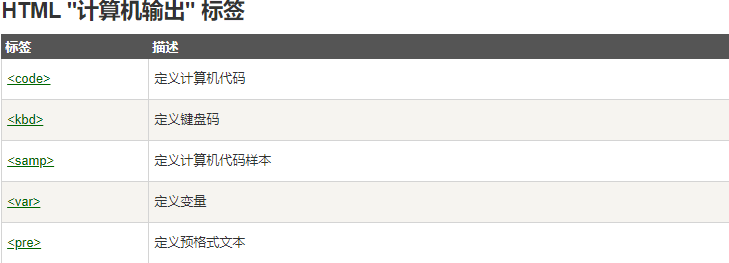 HTML "计算机输出" 标签
标签 描述
<code> 定义计算机代码
<kbd> 定义键盘码
<samp> 定义计算机代码样本
<var> 定义变量
<pre> 定义预格式文本